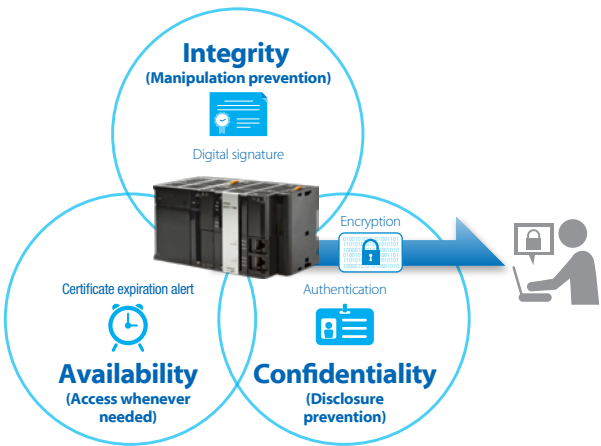 Integrity
(Manipulation prevention)
Digital signature
Encryption
Certificate expiration alert
Authentication
Availability
(Access whenever
needed)
Confidentiality
(Disclosure
prevention)